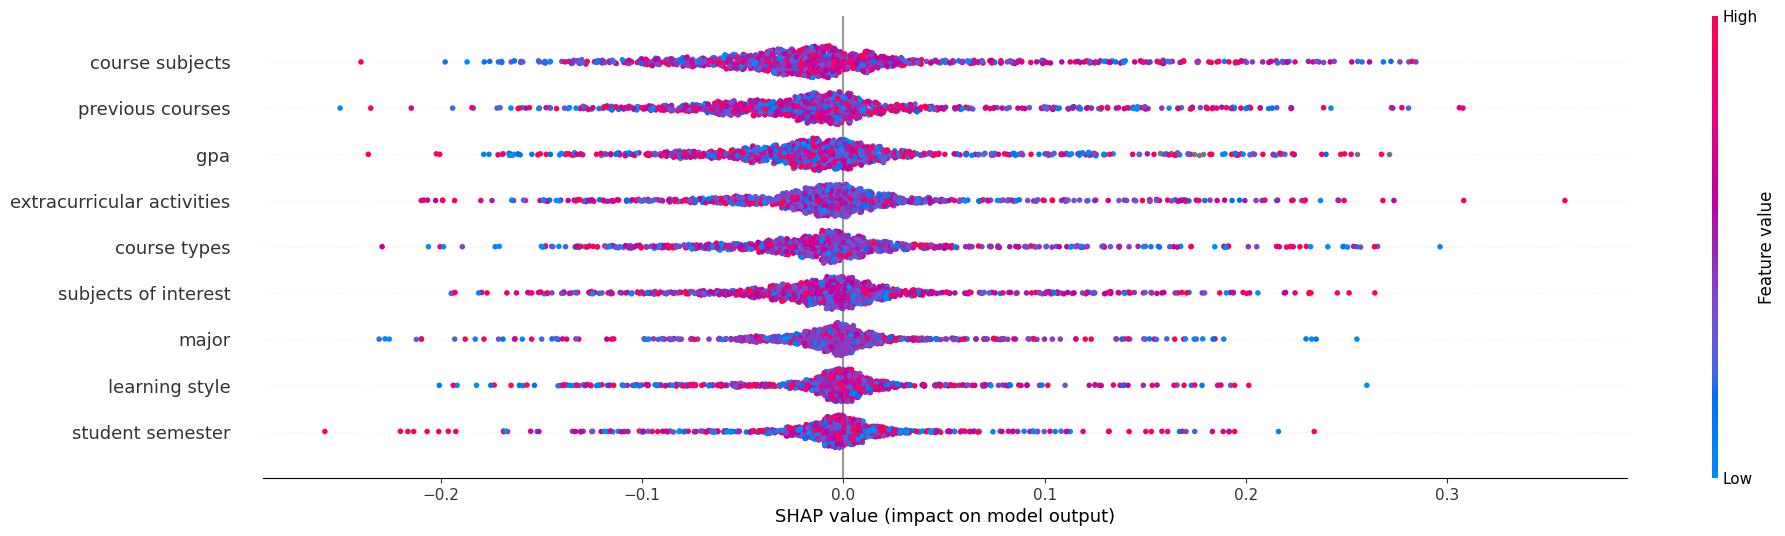 High
course subjects
previous courses
gpa
extracurricular activities
course types
subjects of interest
major
learning style
student semester
Feature value
Low
−0.2 −0.1 0.0 0.1 0.2 0.3
SHAP value (impact on model output)